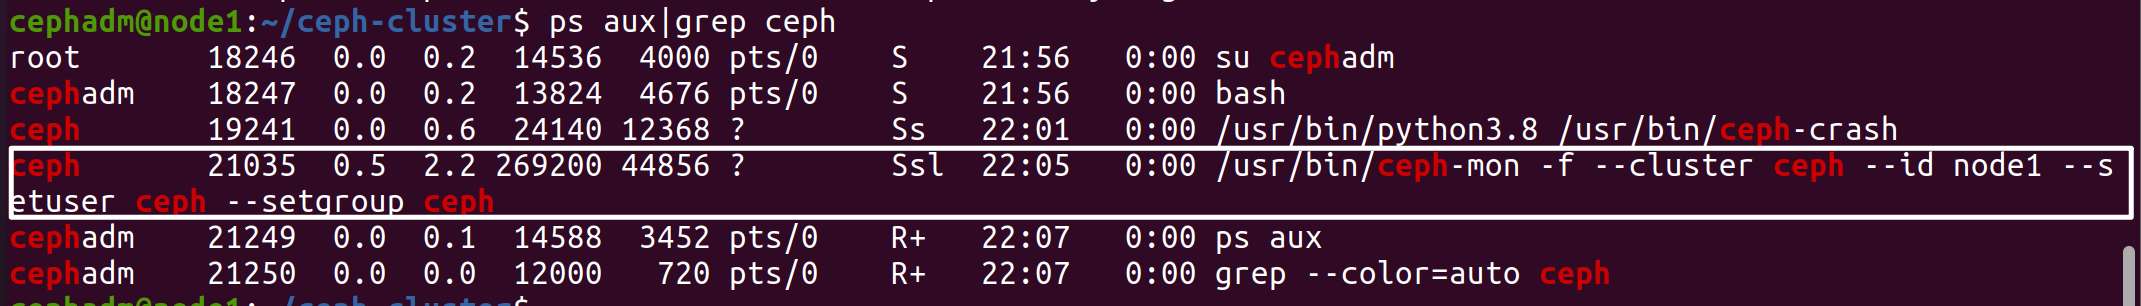 cephadm@node1:~/ceph-cluster$ ps aux|grep ceph
root       18246  0.0  0.2  14536  4000 pts/0    S    21:56   0:00 su cephadm
cephadm    18247  0.0  0.2  13824  4676 pts/0    S    21:56   0:00 bash
ceph       19241  0.0  0.6  24140 12368 ?        Ss   22:01   0:00 /usr/bin/python3.8 /usr/bin/ceph-crash
ceph       21035  0.5  2.2 269200 44856 ?        Ssl  22:05   0:00 /usr/bin/ceph-mon -f --cluster ceph --id node1 --s
etuser ceph --setgroup ceph
cephadm    21249  0.0  0.1  14588  3452 pts/0    R+   22:07   0:00 ps aux
cephadm    21250  0.0  0.0  12000   720 pts/0    R+   22:07   0:00 grep --color=auto ceph
cephadm@node1:~/ceph-cluster$